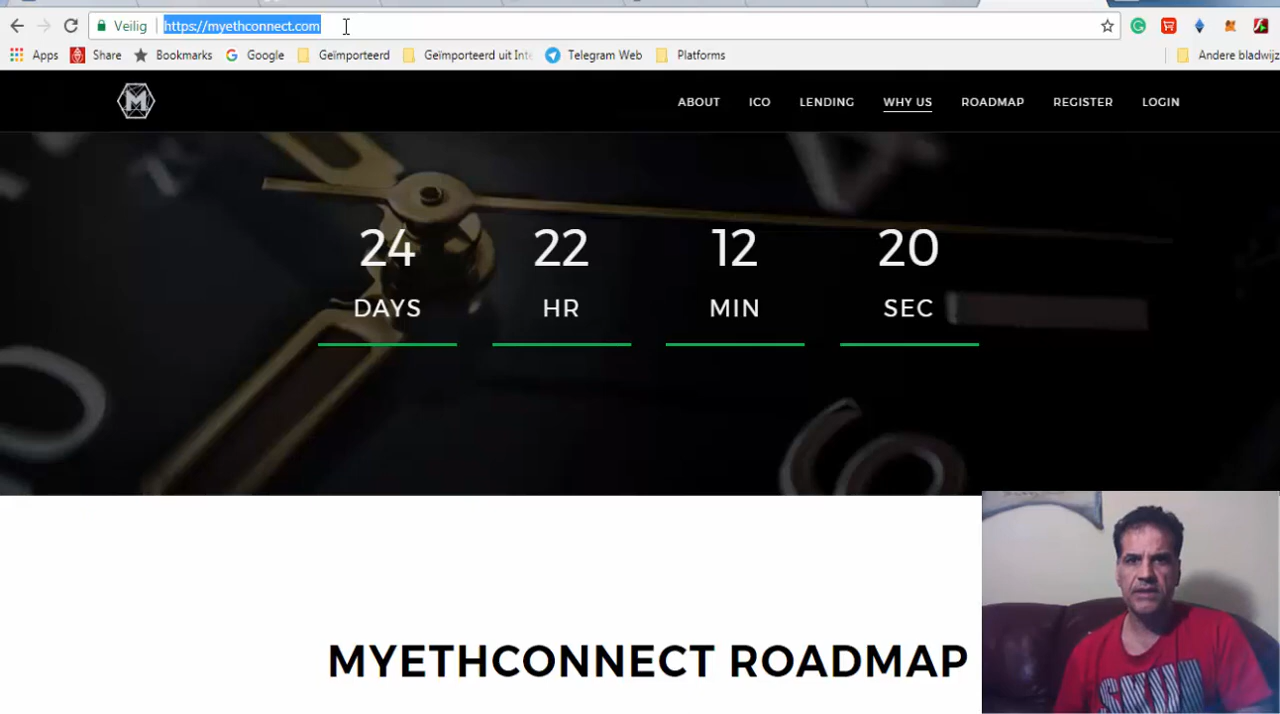 Veilig https://myethconnect.com
Apps Share Bookmarks Google Geïmporteerd Geïmporteerd uit Inte Telegram Web Platforms Andere bladwijz
M ABOUT ICO LENDING WHY US ROADMAP REGISTER LOGIN
24 22 12 20
DAYS HR MIN SEC
MYETHCONNECT ROADMAP